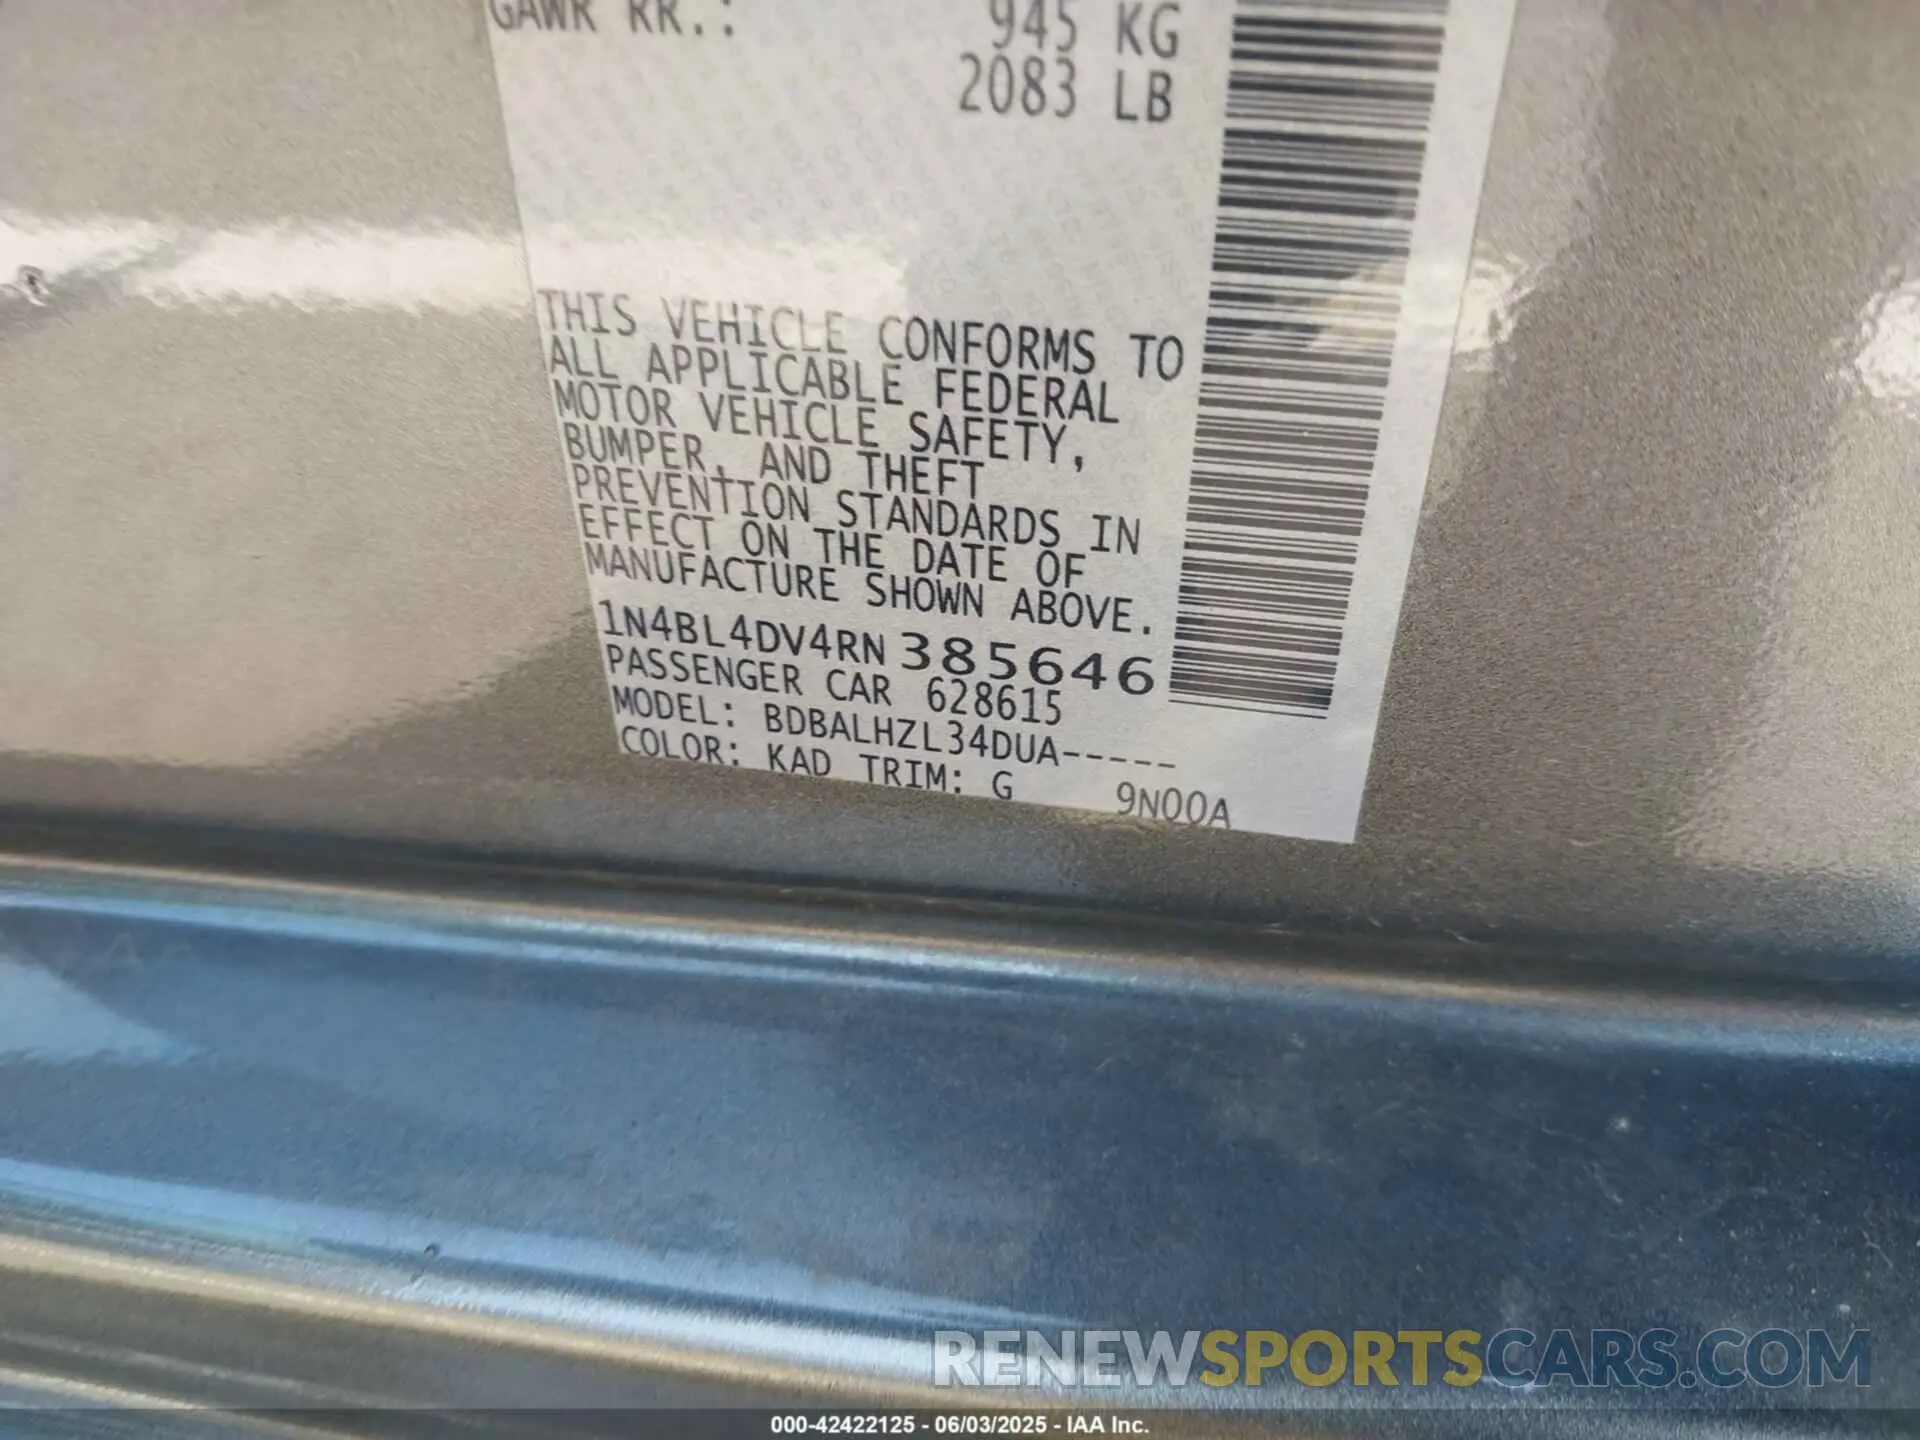 GAWR RR.: 945 KG
2083 LB
THIS VEHICLE CONFORMS TO
ALL APPLICABLE FEDERAL
MOTOR VEHICLE SAFETY,
BUMPER, AND THEFT
PREVENTION STANDARDS IN
EFFECT ON THE DATE OF
MANUFACTURE SHOWN ABOVE.
1N4BL4DV4RN385646
PASSENGER CAR 628615
MODEL: BDBALHZL34DUA-----
COLOR: KAD TRIM: G 9N00A
RENEWSPORTSCARS.COM
000-42422125 - 06/03/2025 - IAA Inc.